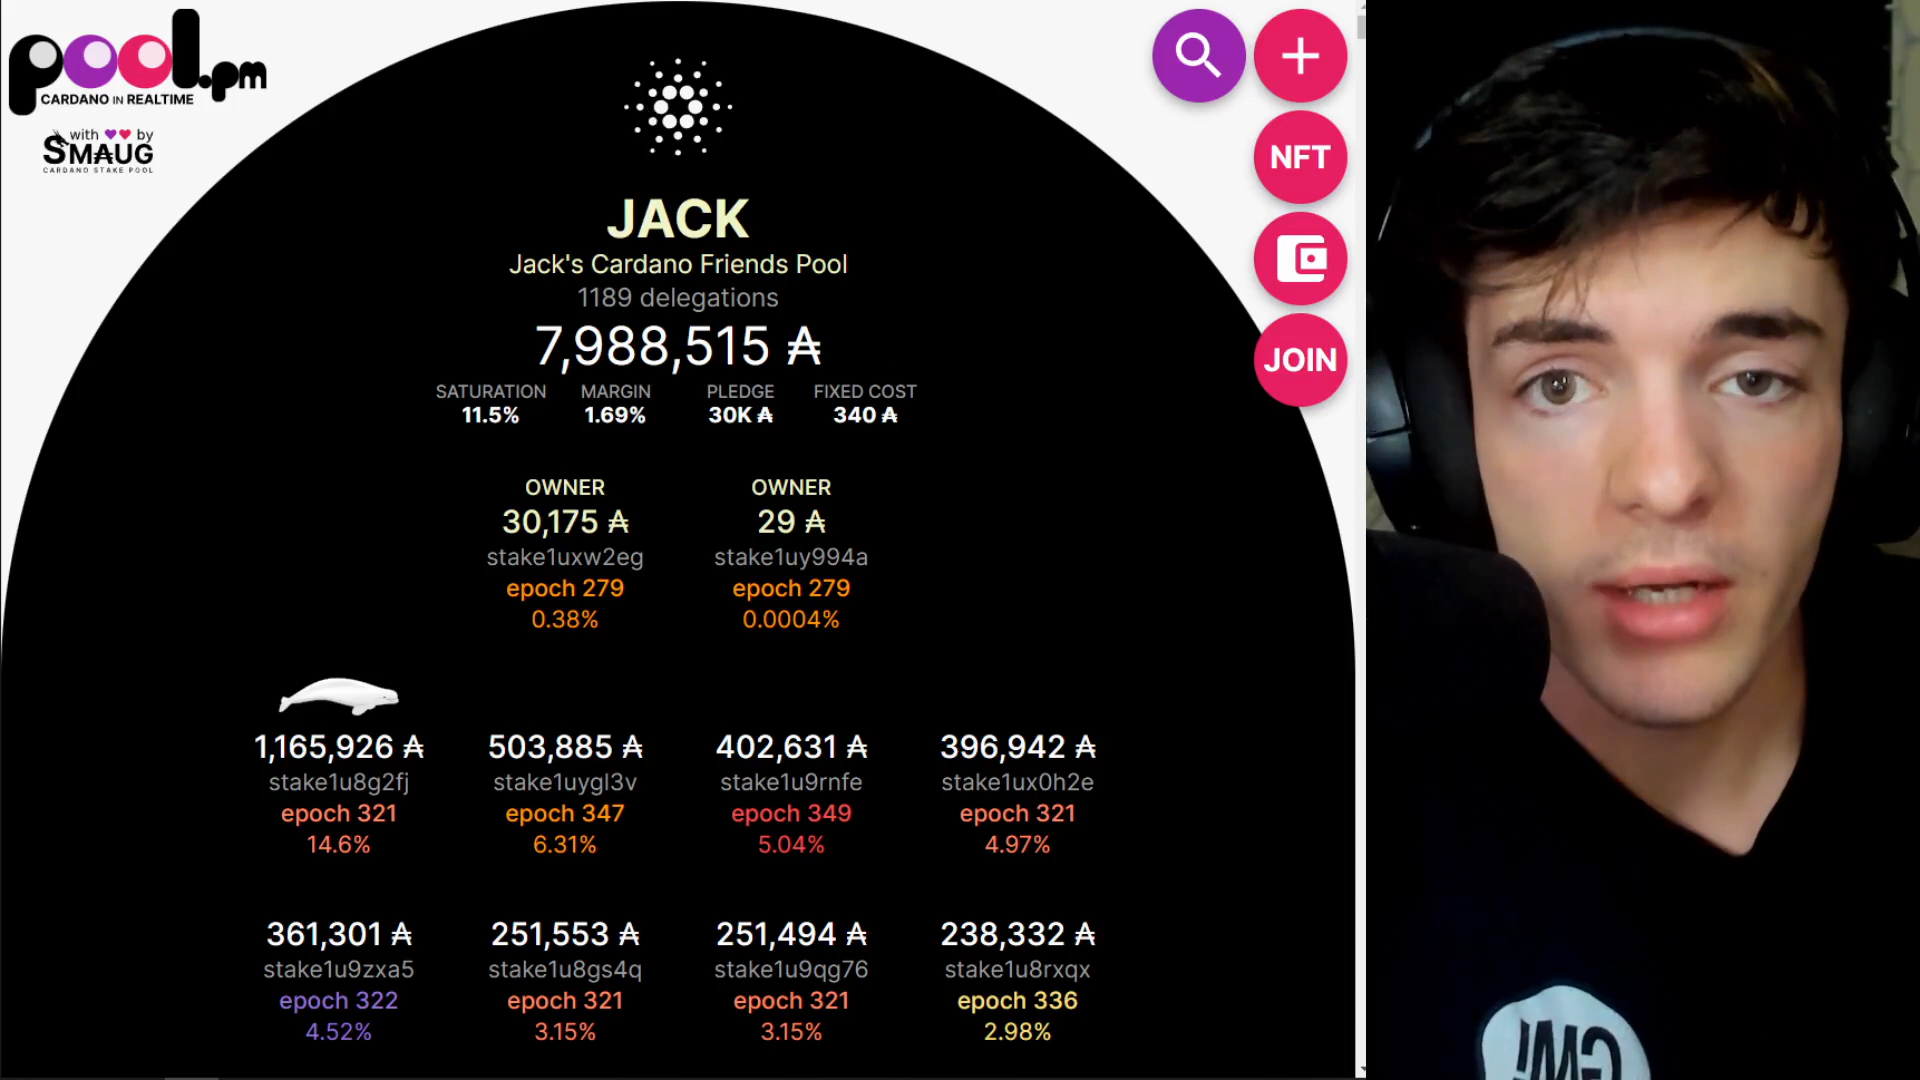 pool.pm
CARDANO IN REALTIME
with by
SMAUG
CARDANO STAKE POOL
NFT
JOIN
JACK
Jack's Cardano Friends Pool
1189 delegations
7,988,515 ₳
SATURATION MARGIN PLEDGE FIXED COST
11.5% 1.69% 30K ₳ 340 ₳
OWNER OWNER
30,175 ₳ 29 ₳
stake1uxw2eg stake1uy994a
epoch 279 epoch 279
0.38% 0.0004%
1,165,926 ₳ 503,885 ₳ 402,631 ₳ 396,942 ₳
stake1u8g2fj stake1uygl3v stake1u9rnfe stake1ux0h2e
epoch 321 epoch 347 epoch 349 epoch 321
14.6% 6.31% 5.04% 4.97%
361,301 ₳ 251,553 ₳ 251,494 ₳ 238,332 ₳
stake1u9zxa5 stake1u8gs4q stake1u9qg76 stake1u8rxqx
epoch 322 epoch 321 epoch 321 epoch 336
4.52% 3.15% 3.15% 2.98%